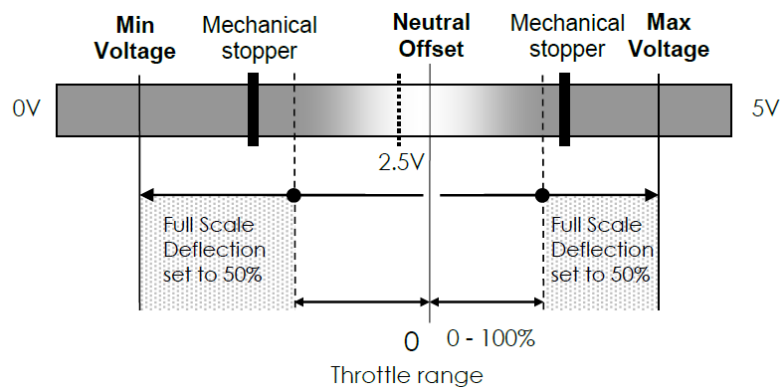 Min
Voltage
Mechanical
stopper
Neutral
Offset
Mechanical
stopper
Max
Voltage
0V
5V
2.5V
Full Scale
Deflection
set to 50%
Full Scale
Deflection
set to 50%
0
0 - 100%
Throttle range